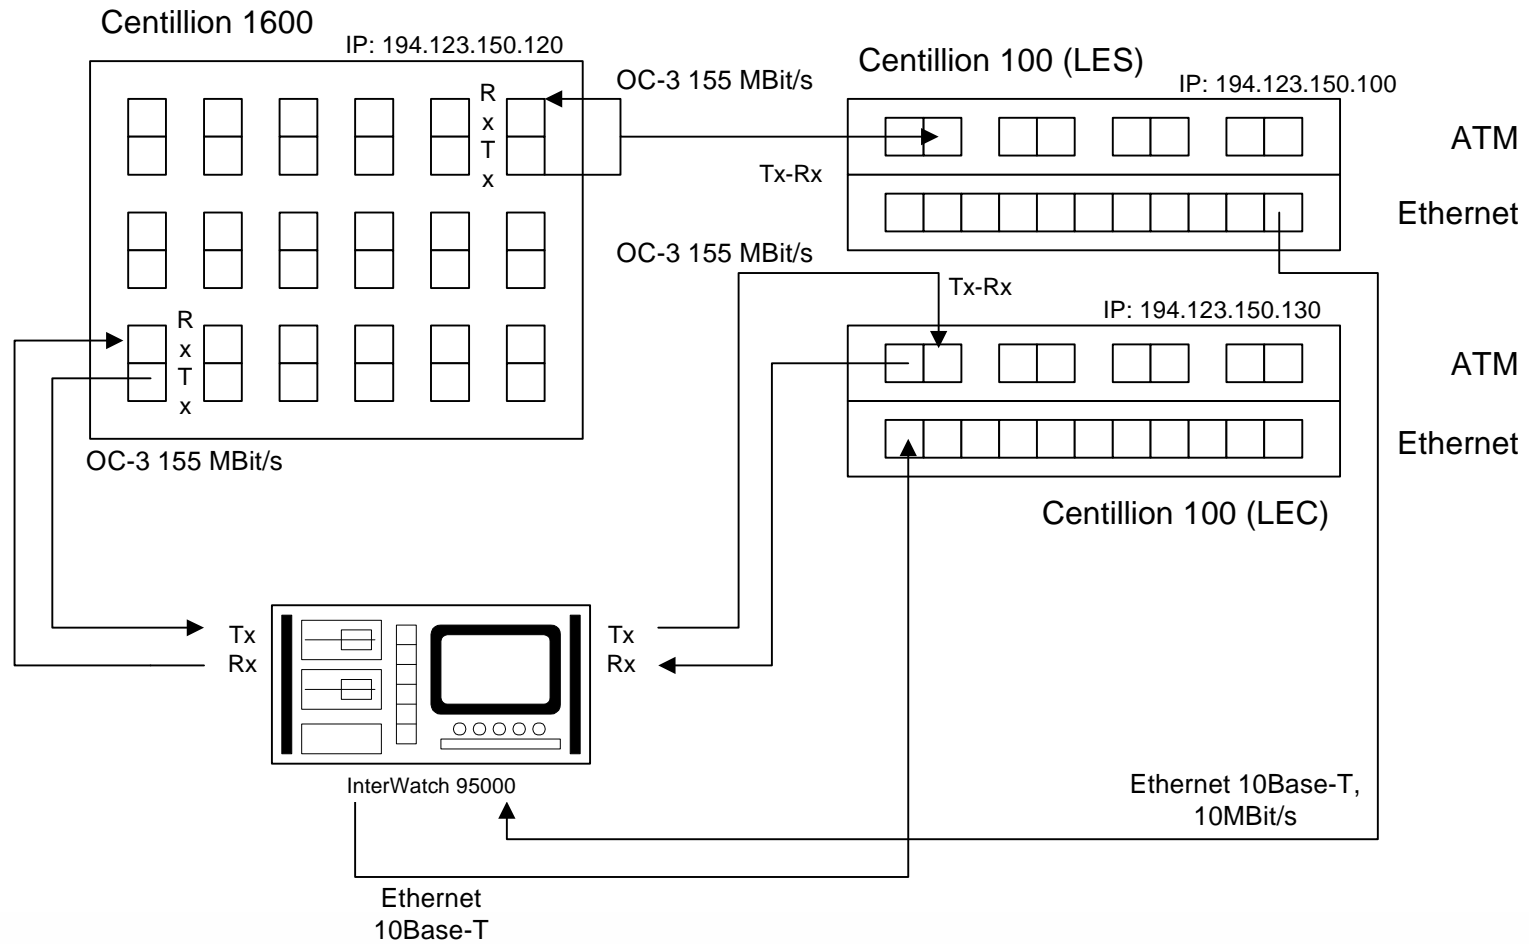 Centillion 1600
IP: 194.123.150.120
OC-3 155 MBit/s
Centillion 100 (LES)
IP: 194.123.150.100
R
x
T
x
ATM
Tx-Rx
Ethernet
OC-3 155 MBit/s
Tx-Rx
IP: 194.123.150.130
R
x
T
x
ATM
Ethernet
OC-3 155 MBit/s
Centillion 100 (LEC)
Tx
Rx
Tx
Rx
InterWatch 95000
Ethernet 10Base-T,
10MBit/s
Ethernet
10Base-T